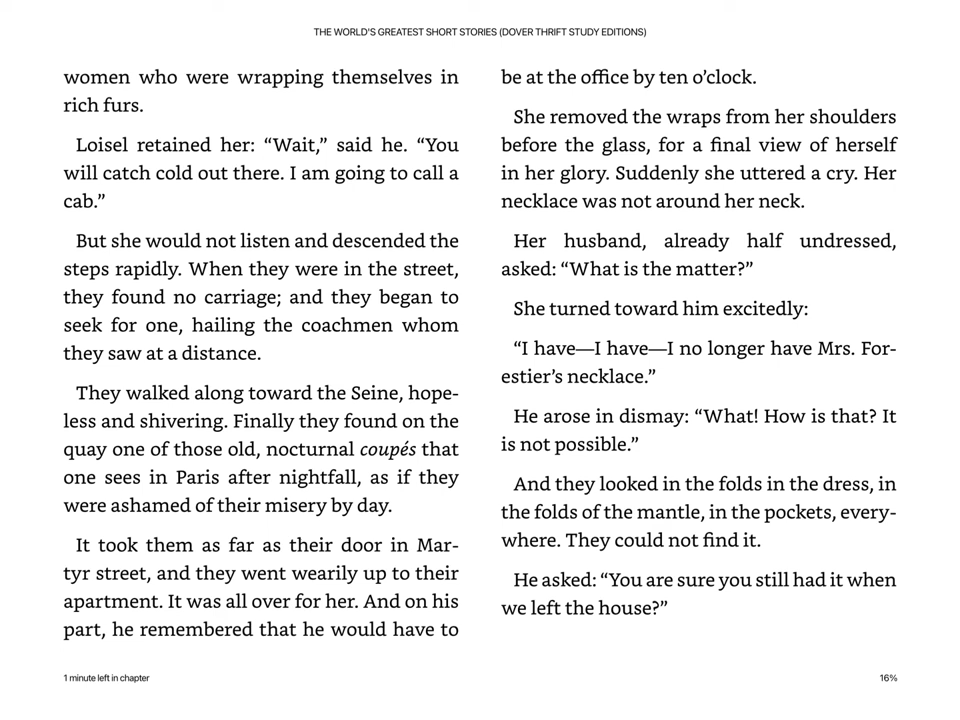 THE WORLD'S GREATEST SHORT STORIES (DOVER THRIFT STUDY EDITIONS)
women who were wrapping themselves in
rich furs.
Loisel retained her: “Wait,” said he. “You
will catch cold out there. I am going to call a
cab.”
But she would not listen and descended the
steps rapidly. When they were in the street,
they found no carriage; and they began to
seek for one, hailing the coachmen whom
they saw at a distance.
They walked along toward the Seine, hope-
less and shivering. Finally they found on the
quay one of those old, nocturnal coupés that
one sees in Paris after nightfall, as if they
were ashamed of their misery by day.
It took them as far as their door in Mar-
tyr street, and they went wearily up to their
apartment. It was all over for her. And on his
part, he remembered that he would have to
be at the office by ten o’clock.
She removed the wraps from her shoulders
before the glass, for a final view of herself
in her glory. Suddenly she uttered a cry. Her
necklace was not around her neck.
Her husband, already half undressed,
asked: “What is the matter?”
She turned toward him excitedly:
“I have—I have—I no longer have Mrs. For-
estier’s necklace.”
He arose in dismay: “What! How is that? It
is not possible.”
And they looked in the folds in the dress, in
the folds of the mantle, in the pockets, every-
where. They could not find it.
He asked: “You are sure you still had it when
we left the house?”
1 minute left in chapter
16%